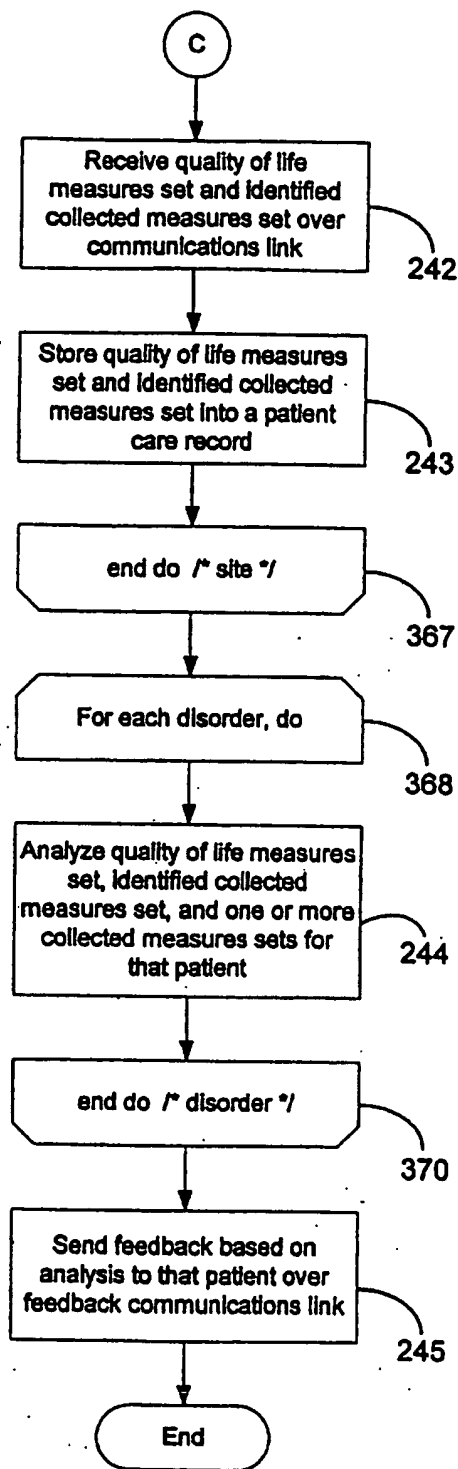 C
Receive quality of life
measures set and identified
collected measures set over
communications link
242
Store quality of life measures
set and identified collected
measures set into a patient
care record
243
end do /* site */
367
For each disorder, do
368
Analyze quality of life measures
set, identified collected
measures set, and one or more
collected measures sets for
that patient
244
end do /* disorder */
370
Send feedback based on
analysis to that patient over
feedback communications link
245
End